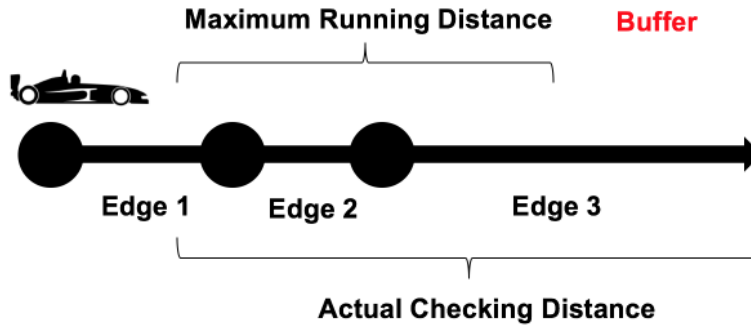 Maximum Running Distance Buffer
Edge 1 Edge 2 Edge 3
Actual Checking Distance